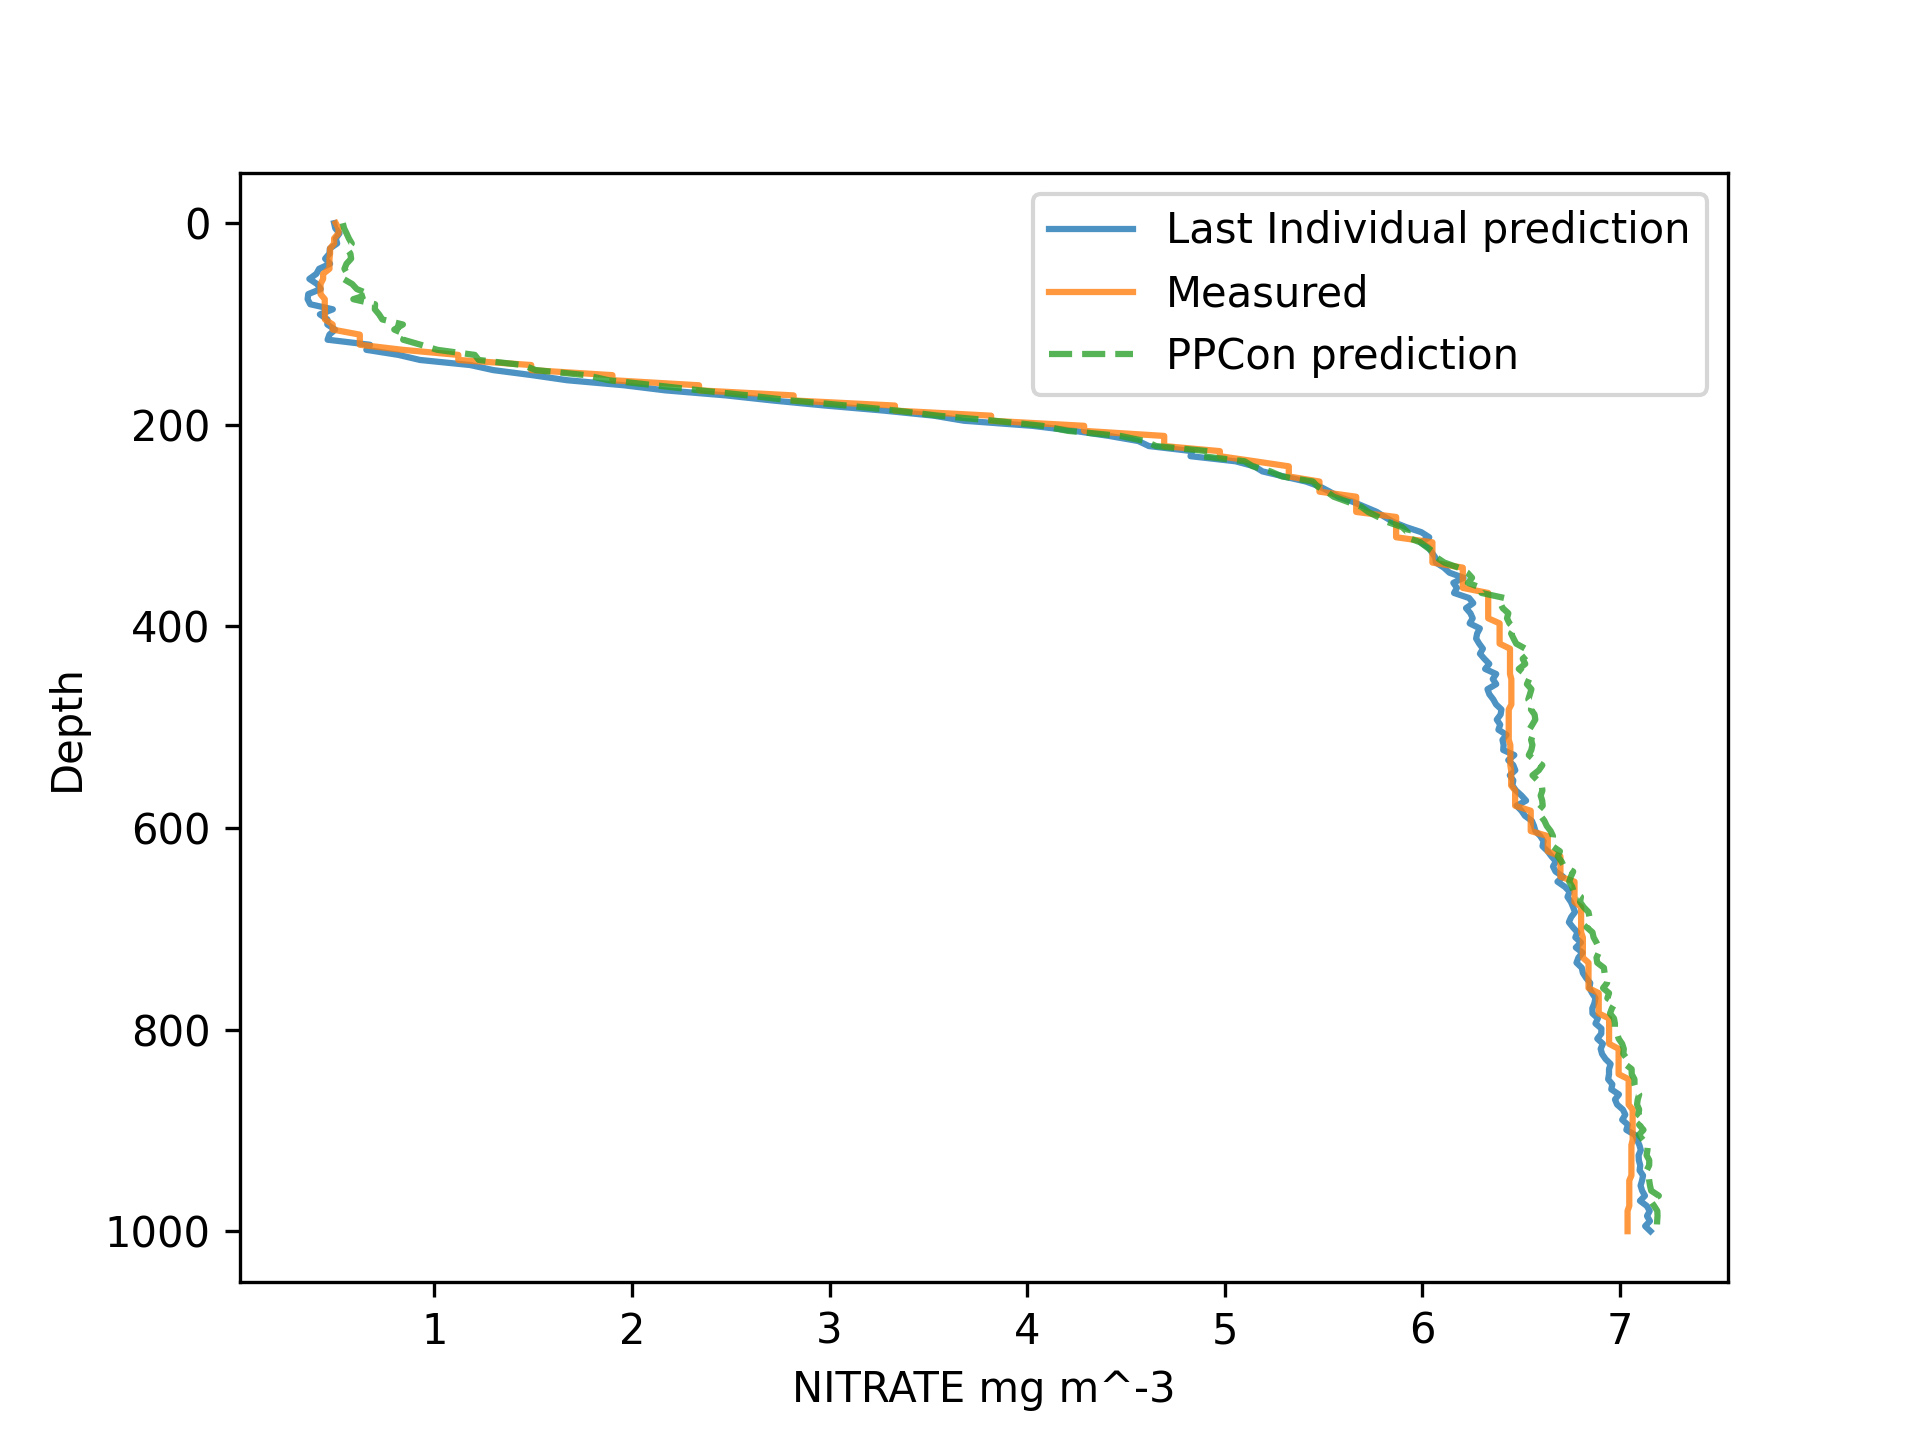 Last Individual prediction
Measured
PPCon prediction
0
200
400
600
800
1000
Depth
1 2 3 4 5 6 7
NITRATE mg m^-3